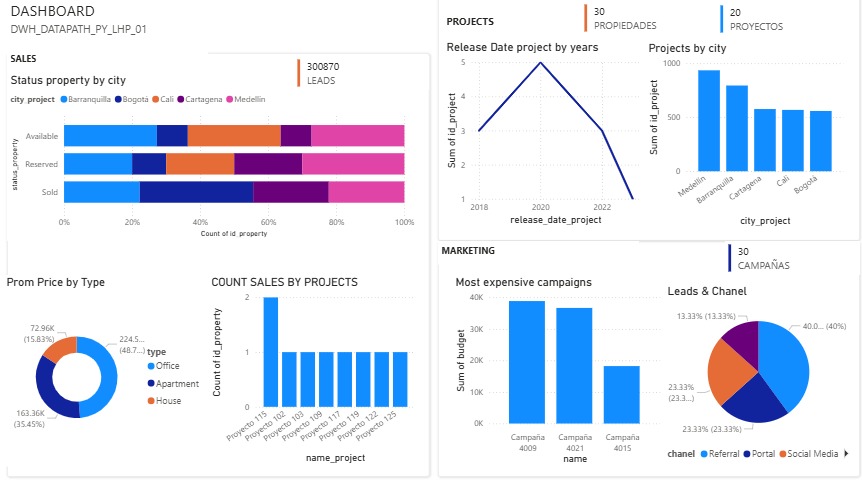 DASHBOARD
DWH_DATAPATH_PY_LHP_01
SALES
300870
LEADS
Status property by city
city_project Barranquilla Bogotá Cali Cartagena Medellín
status_property
Available
Reserved
Sold
0% 20% 40% 60% 80% 100%
Count of id_property
Prom Price by Type
72.96K
(15.83%)
224.5...
(48.7...)
163.36K
(35.45%)
type
Office
Apartment
House
COUNT SALES BY PROJECTS
Count of id_property
2
1
0
Proyecto 115
Proyecto 102
Proyecto 103
Proyecto 109
Proyecto 117
Proyecto 119
Proyecto 122
Proyecto 125
name_project
PROJECTS
30
PROPIEDADES
20
PROYECTOS
Release Date project by years
Sum of id_project
5
4
3
2
1
2018 2020 2022
release_date_project
Projects by city
Sum of id_project
1000
500
0
Medellín
Barranquilla
Cartagena
Cali
Bogotá
city_project
MARKETING
30
CAMPAÑAS
Most expensive campaigns
Sum of budget
40K
30K
20K
10K
0K
Campaña
4009
Campaña
4021
Campaña
4015
name
Leads & Chanel
13.33% (13.33%)
40.0... (40%)
23.33%
(23.3...)
23.33% (23.33%)
chanel Referral Portal Social Media